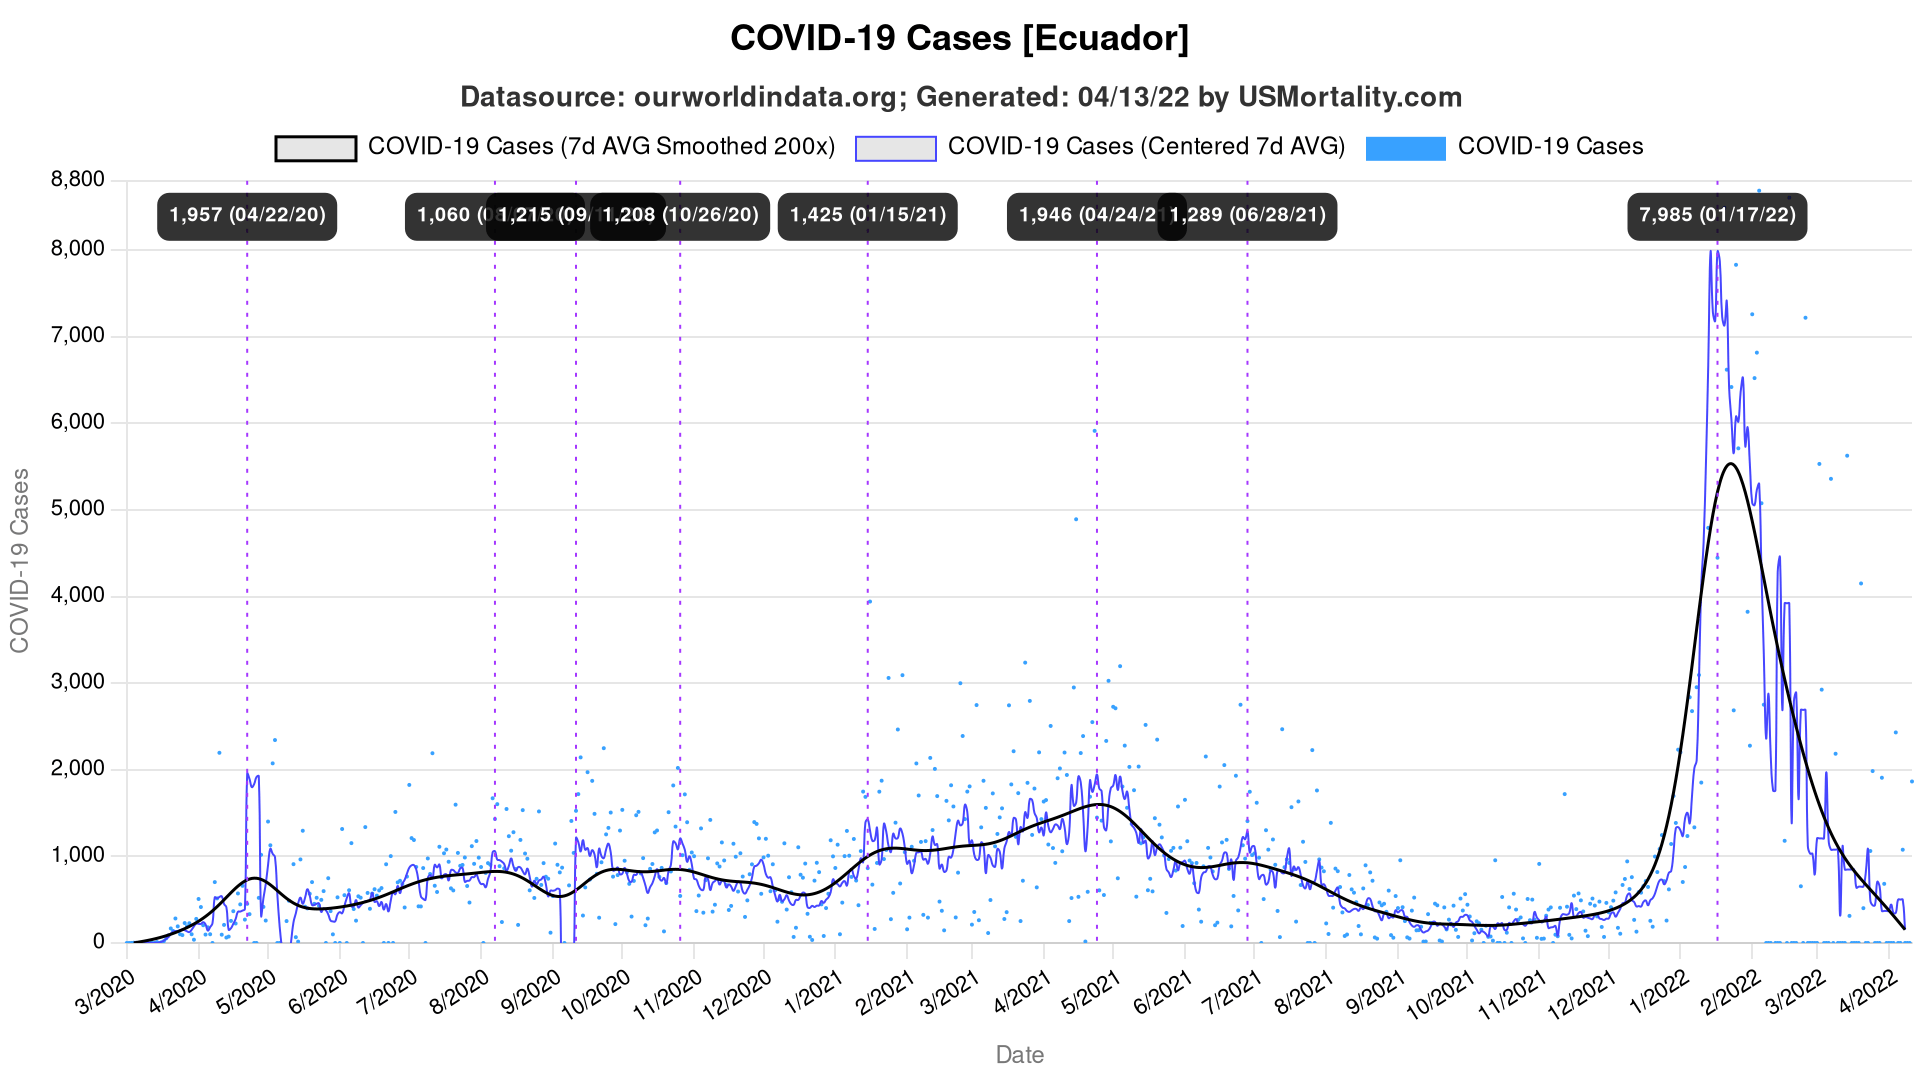 COVID-19 Cases [Ecuador]
Datasource: ourworldindata.org; Generated: 04/13/22 by USMortality.com
COVID-19 Cases (7d AVG Smoothed 200x) COVID-19 Cases (Centered 7d AVG) COVID-19 Cases
1,957 (04/22/20) 1,060 (08 1,215 (09/ 1,208 (10/26/20) 1,425 (01/15/21) 1,946 (04/24/2 1,289 (06/28/21) 7,985 (01/17/22)
8,800
8,000
7,000
6,000
5,000
4,000
3,000
2,000
1,000
0
COVID-19 Cases
3/2020 4/2020 5/2020 6/2020 7/2020 8/2020 9/2020 10/2020 11/2020 12/2020 1/2021 2/2021 3/2021 4/2021 5/2021 6/2021 7/2021 8/2021 9/2021 10/2021 11/2021 12/2021 1/2022 2/2022 3/2022 4/2022
Date